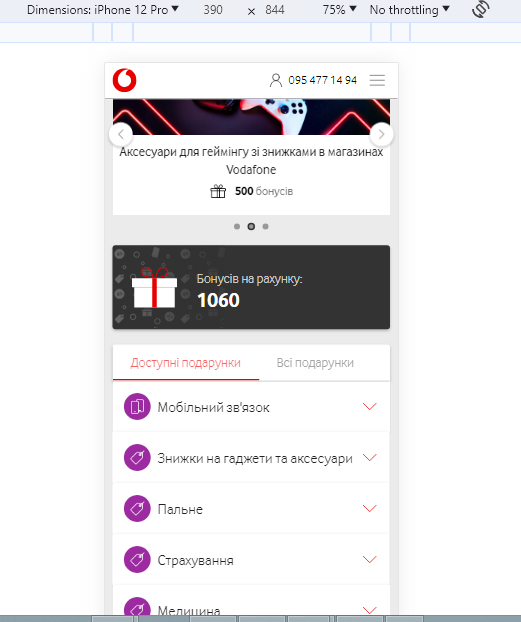 Dimensions: iPhone 12 Pro 390 × 844 75% No throttling
095 477 14 94
Аксесуари для геймінгу зі знижками в магазинах
Vodafone
500 бонусів
Бонусів на рахунку:
1060
Доступні подарунки Всі подарунки
Мобільний зв'язок
Знижки на гаджети та аксесуари
Пальне
Страхування
Медицина